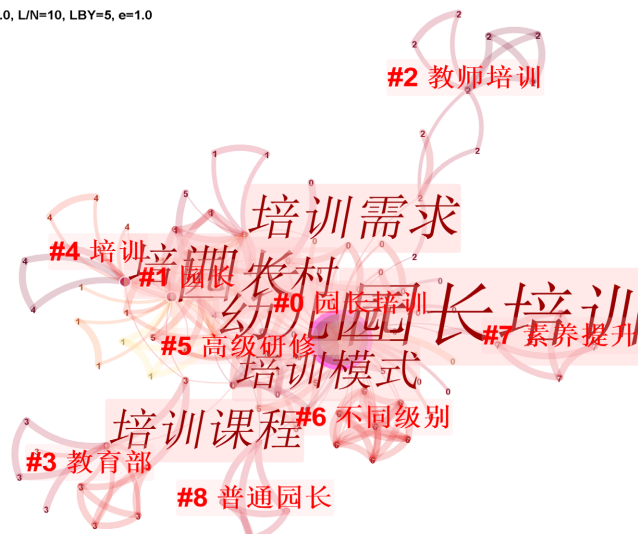 .0, L/N=10, LBY=5, e=1.0
#2 教师培训
培训需求
#4 培训
#1 园长
农村
#0 园长培训
幼儿园长培训
#7 素养提升
#5 高级研修
培训模式
#6 不同级别
培训课程
#3 教育部
#8 普通园长